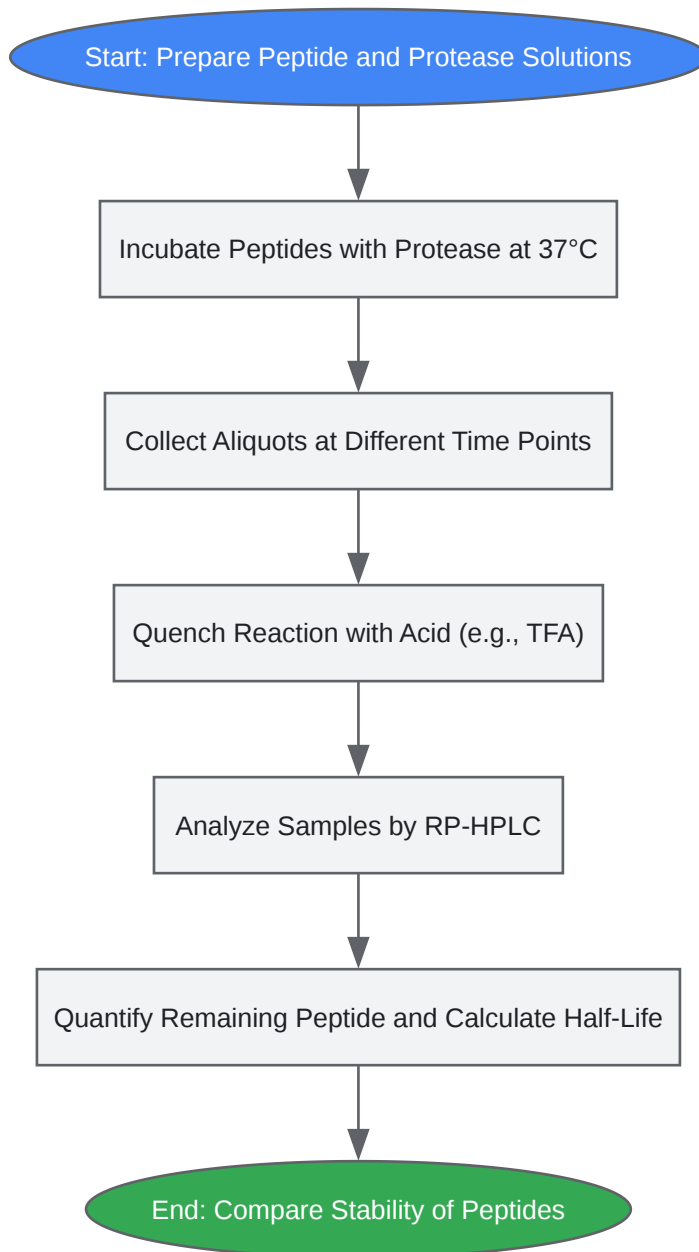 Start: Prepare Peptide and Protease Solutions
Incubate Peptides with Protease at 37°C
Collect Aliquots at Different Time Points
Quench Reaction with Acid (e.g., TFA)
Analyze Samples by RP-HPLC
Quantify Remaining Peptide and Calculate Half-Life
End: Compare Stability of Peptides